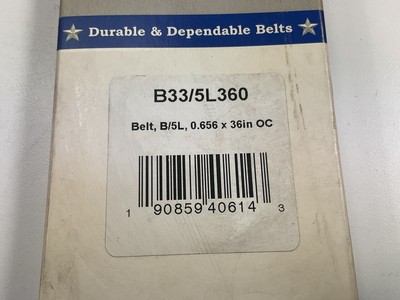 Durable & Dependable Belts
B33/5L360
Belt, B/5L, 0.656 x 36in OC
1 90859 40614 3